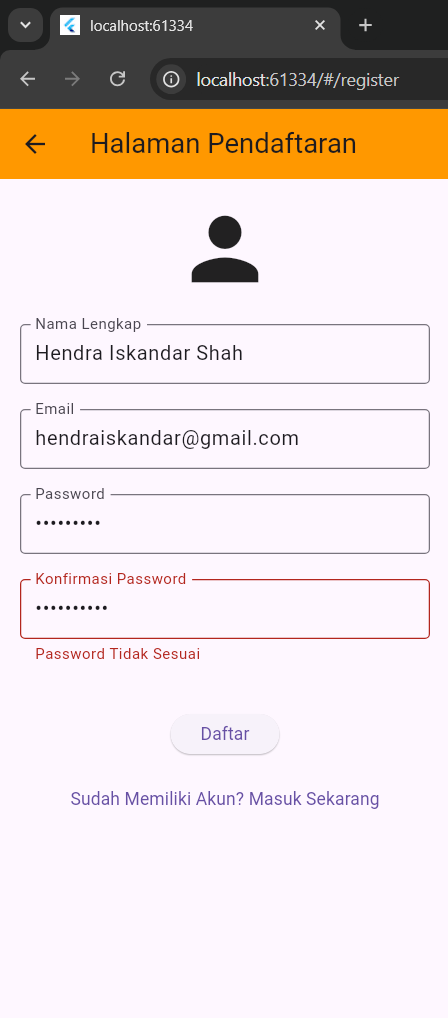 localhost:61334
localhost:61334/#/register
Halaman Pendaftaran
Nama Lengkap
Hendra Iskandar Shah
Email
hendraiskandar@gmail.com
Password
•••••••••
Konfirmasi Password
••••••••••
Password Tidak Sesuai
Daftar
Sudah Memiliki Akun? Masuk Sekarang